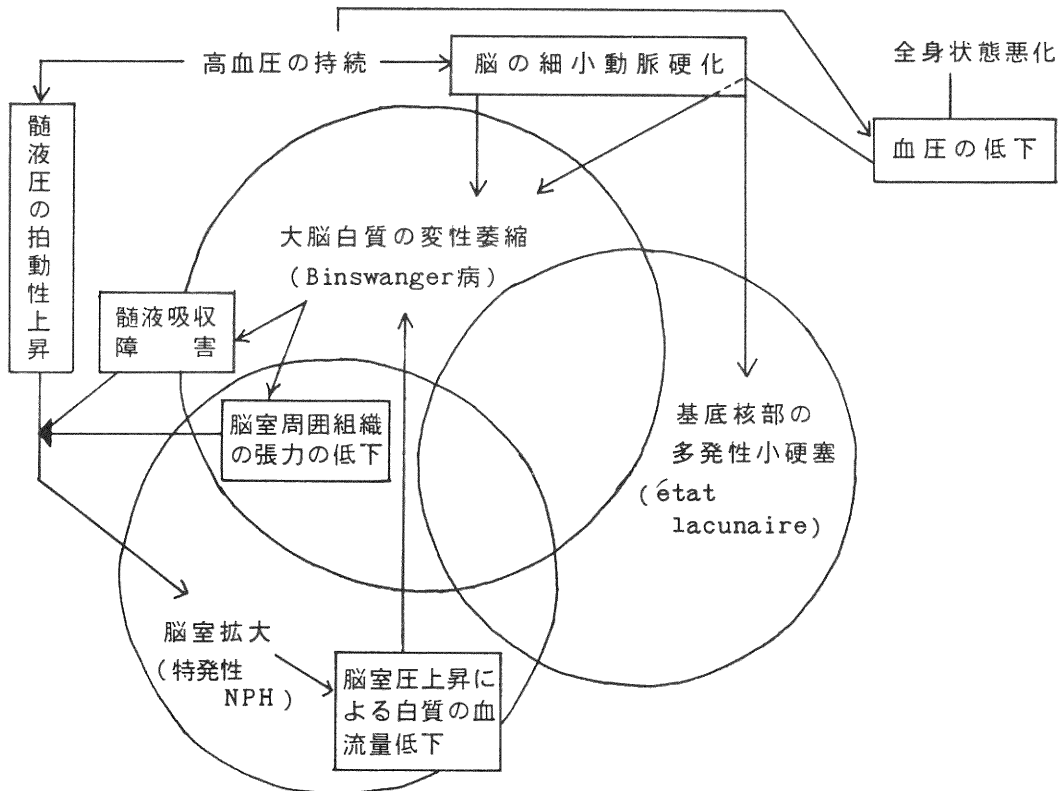 高血圧の持続
脳の細小動脈硬化
全身状態悪化
血圧の低下
髄液圧の拍動性上昇
大脳白質の変性萎縮
(Binswanger病)
髄液吸収
障害
脳室周囲組織
の張力の低下
基底核部の
多発性小硬塞
(état
lacunaire)
脳室拡大
(特発性
NPH)
脳室圧上昇に
よる白質の血
流量低下